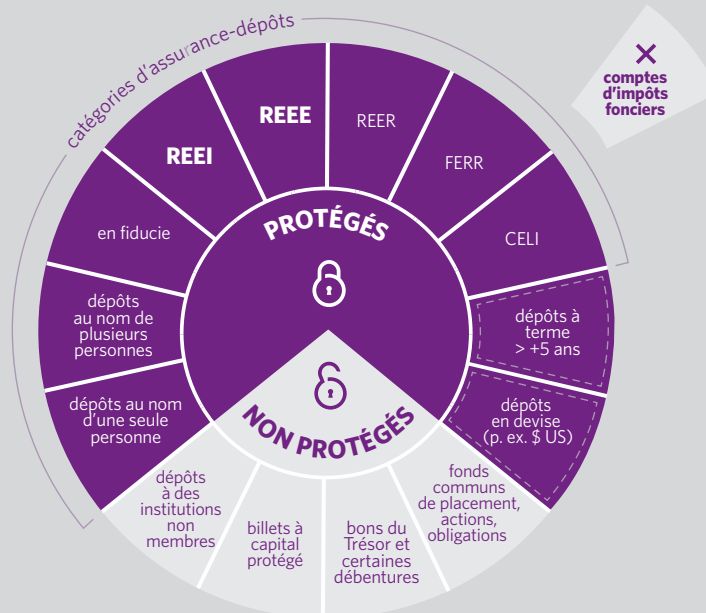 catégories d'assurance-dépôts
✕
comptes
d'impôts
fonciers
REEI
REEE
REER
FERR
CELI
en fiducie
dépôts
au nom de
plusieurs
personnes
dépôts au nom
d'une seule
personne
PROTÉGÉS
dépôts à
terme
> +5 ans
dépôts
en devise
(p. ex. $ US)
NON PROTÉGÉS
dépôts
à des
institutions
non
membres
billets à
capital
protégé
bons du
Trésor et
certaines
débentures
fonds
communs
de placement,
actions,
obligations